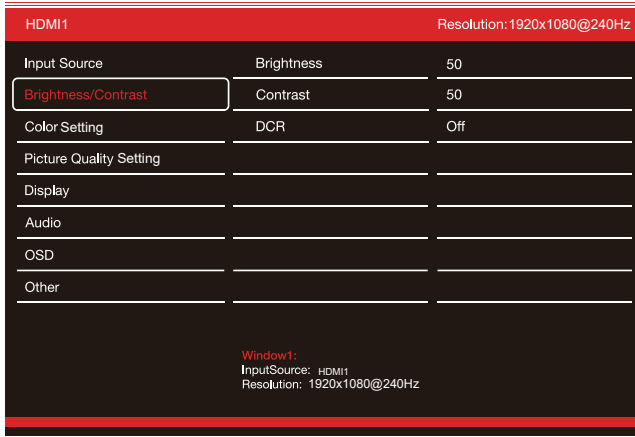 HDMI1 Resolution:1920x1080@240Hz
Input Source Brightness 50
Brightness/Contrast Contrast 50
Color Setting DCR Off
Picture Quality Setting
Display
Audio
OSD
Other
Window1:
InputSource: HDMI1
Resolution: 1920x1080@240Hz